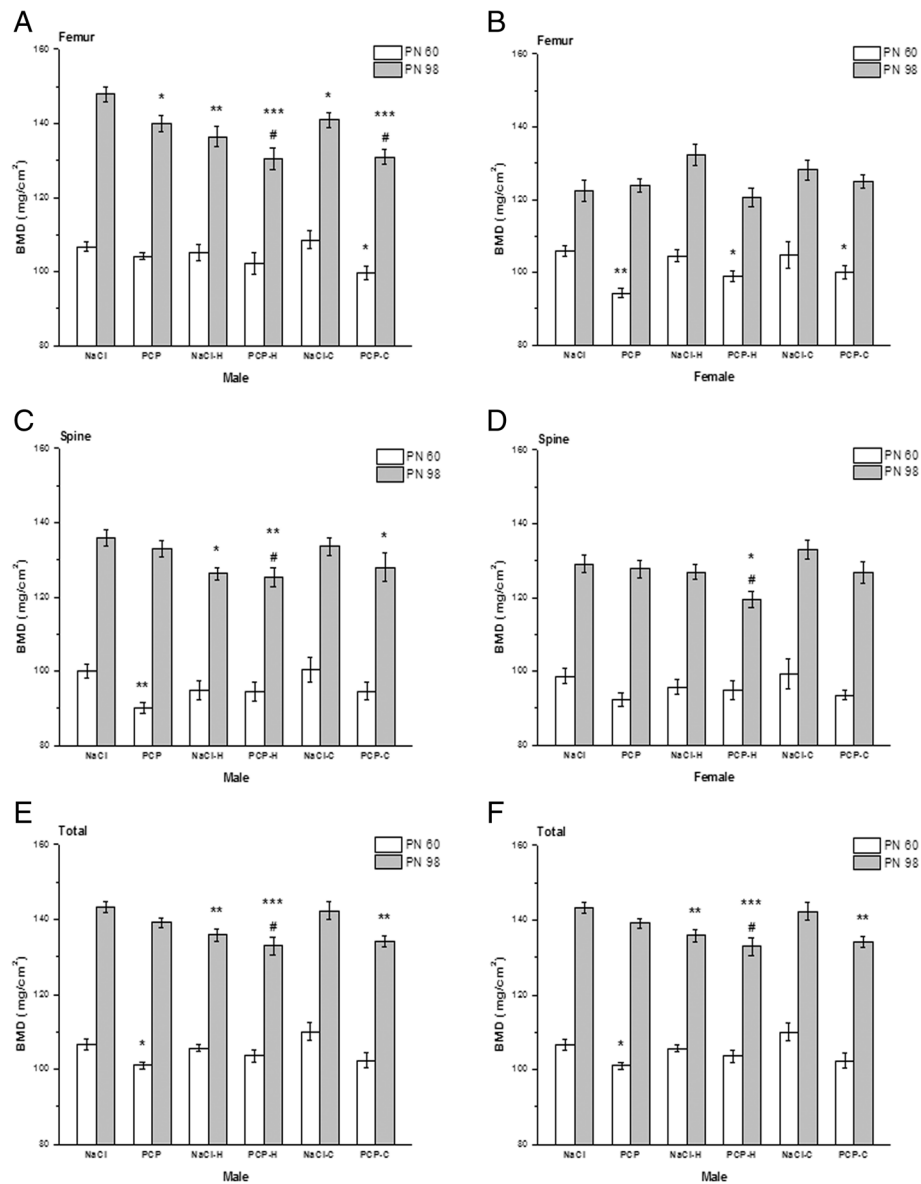 A
Femur
160
140
120
100
80
BMD (mg/cm²)
PN 60
PN 98
* ** *** * ***
# #
*
NaCl PCP NaCl-H PCP-H NaCl-C PCP-C
Male
B
Femur
160
140
120
100
80
BMD (mg/cm²)
PN 60
PN 98
** * *
NaCl PCP NaCl-H PCP-H NaCl-C PCP-C
Female
C
Spine
160
140
120
100
80
BMD (mg/cm²)
PN 60
PN 98
* ** *
#
**
NaCl PCP NaCl-H PCP-H NaCl-C PCP-C
Male
D
Spine
160
140
120
100
80
BMD (mg/cm²)
PN 60
PN 98
*
#
NaCl PCP NaCl-H PCP-H NaCl-C PCP-C
Female
E
Total
160
140
120
100
80
BMD (mg/cm²)
PN 60
PN 98
** *** **
#
*
NaCl PCP NaCl-H PCP-H NaCl-C PCP-C
Male
F
Total
160
140
120
100
80
BMD (mg/cm²)
PN 60
PN 98
** *** **
#
*
NaCl PCP NaCl-H PCP-H NaCl-C PCP-C
Male